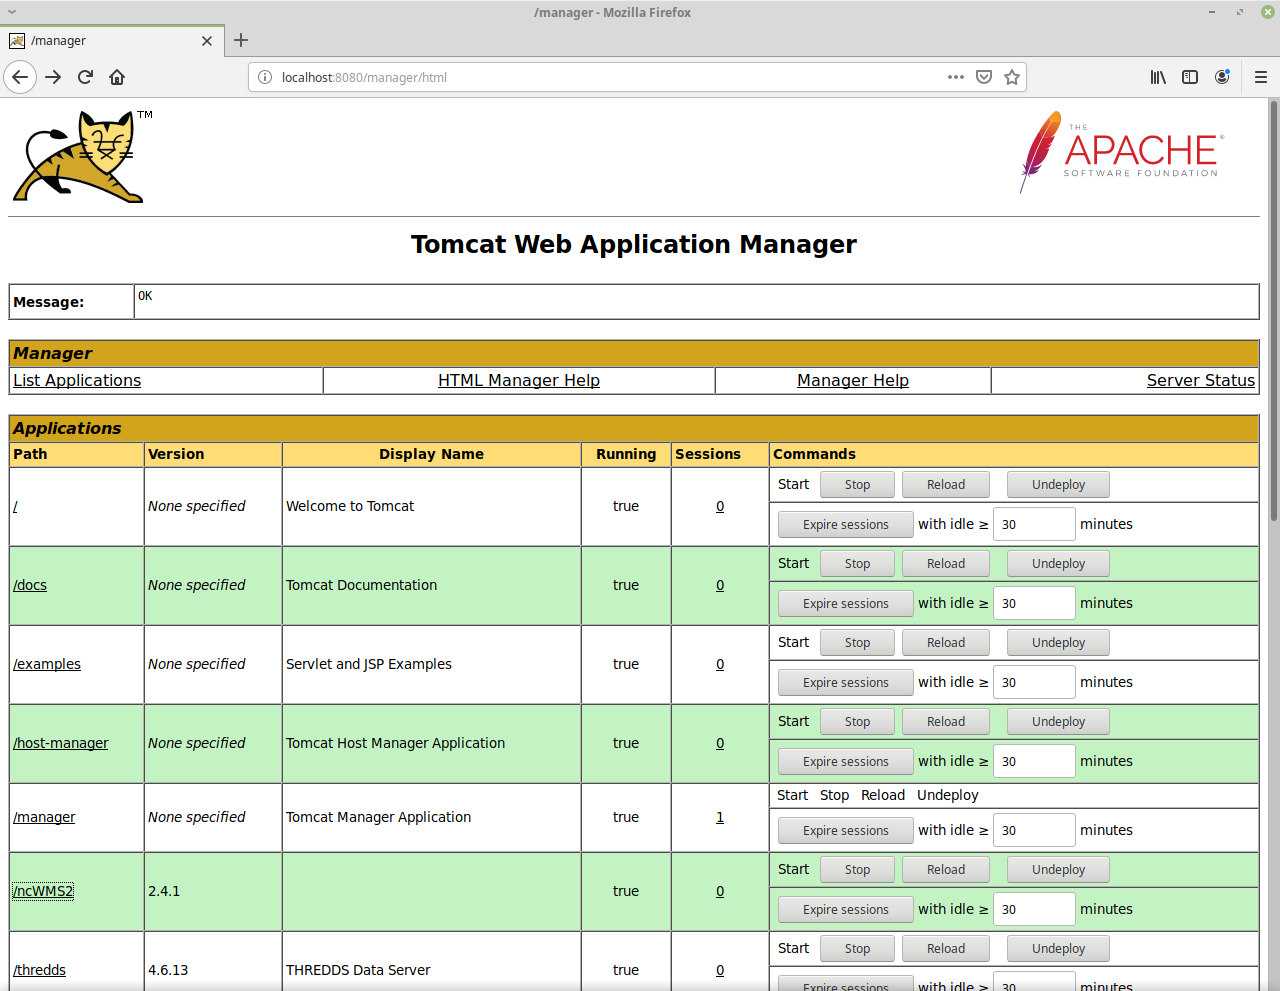 /manager - Mozilla Firefox
/manager
localhost:8080/manager/html
TM
THE
APACHE®
SOFTWARE FOUNDATION
Tomcat Web Application Manager
Message: OK
Manager
List Applications HTML Manager Help Manager Help Server Status
Applications
Path Version Display Name Running Sessions Commands
Start Stop Reload Undeploy
/ None specified Welcome to Tomcat true 0
Expire sessions with idle ≥ 30 minutes
Start Stop Reload Undeploy
/docs None specified Tomcat Documentation true 0
Expire sessions with idle ≥ 30 minutes
Start Stop Reload Undeploy
/examples None specified Servlet and JSP Examples true 0
Expire sessions with idle ≥ 30 minutes
Start Stop Reload Undeploy
/host-manager None specified Tomcat Host Manager Application true 0
Expire sessions with idle ≥ 30 minutes
Start Stop Reload Undeploy
/manager None specified Tomcat Manager Application true 1
Expire sessions with idle ≥ 30 minutes
Start Stop Reload Undeploy
/ncWMS2 2.4.1 true 0
Expire sessions with idle ≥ 30 minutes
Start Stop Reload Undeploy
/thredds 4.6.13 THREDDS Data Server true 0
Expire sessions with idle ≥ 30 minutes